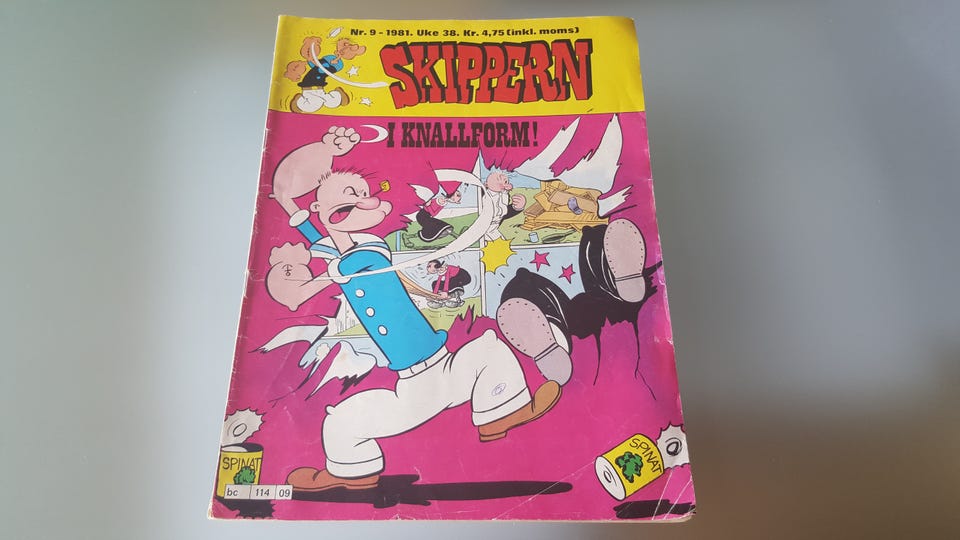 Nr. 9 - 1981. Uke 38. Kr. 4,75 (inkl. moms)
SKIPPERN
I KNALLFORM!
SPINAT
SPINAT
bc 114 09